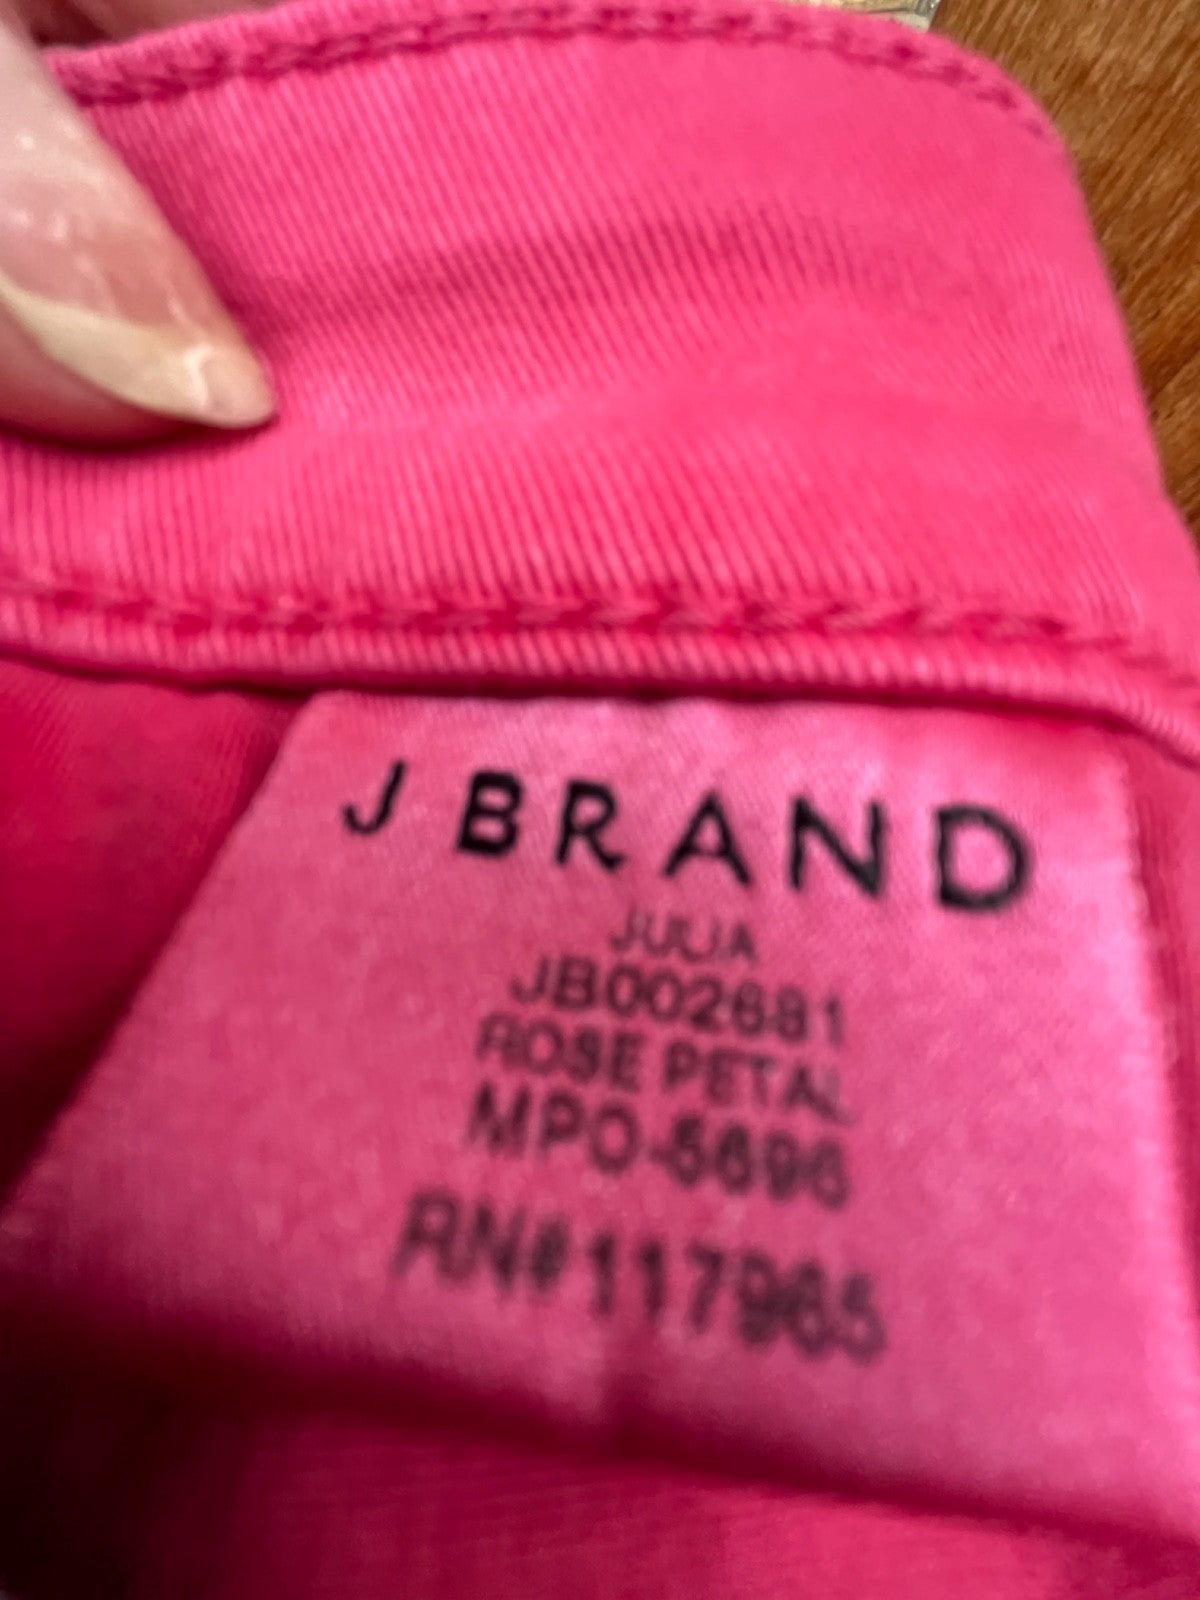 J BRAND
JULIA
JB002681
ROSE PETAL
MPO-5696
RN#117965